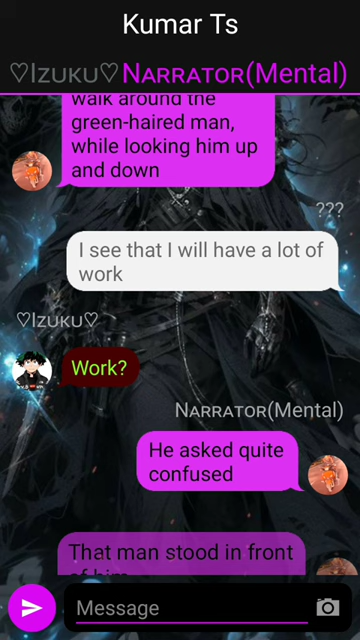 Kumar Ts
♡Izuku♡Narrator(Mental)
walk around the
green-haired man,
while looking him up
and down
???
I see that I will have a lot of
work
♡Izuku♡
Work?
Narrator(Mental)
He asked quite
confused
That man stood in front
of him
Message